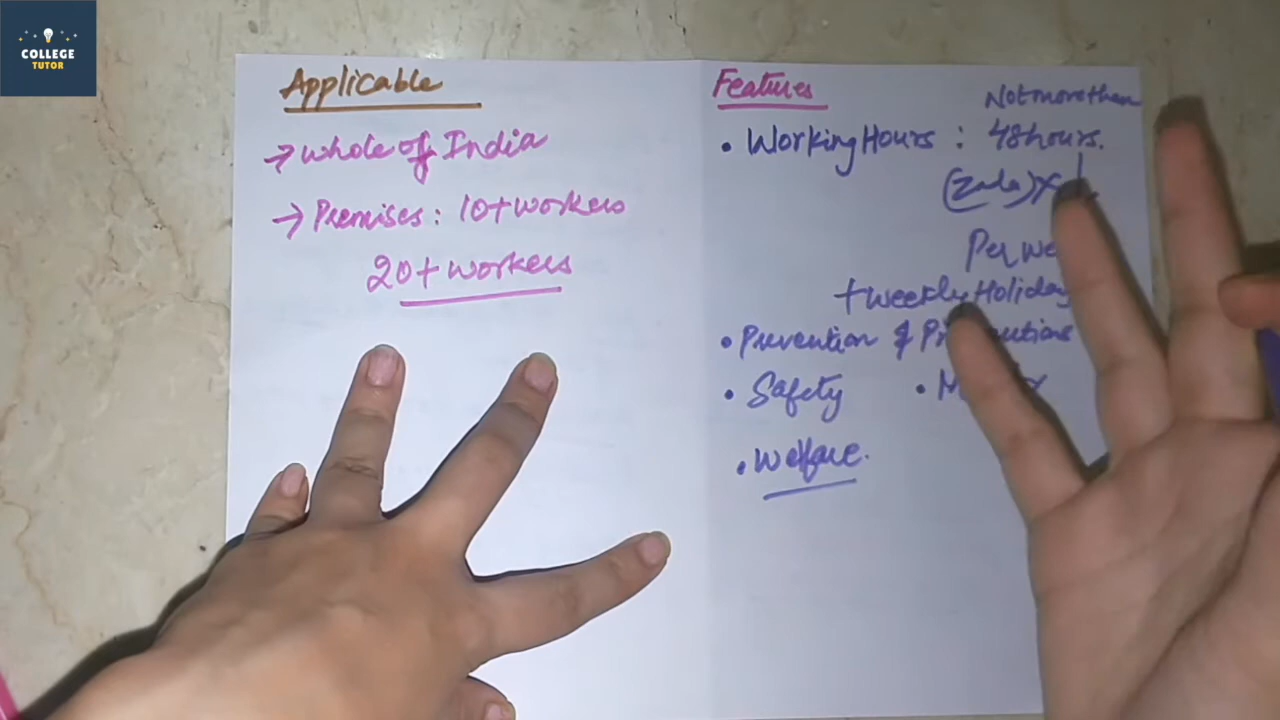 COLLEGE
TUTOR
Applicable
→ Whole of India
→ Premises: 10+ workers
20+ workers
Features
Not more than
• Working Hours : 48 hours.
Per
+ weekly Holiday
• Prevention &
• Safety
• Welfare.